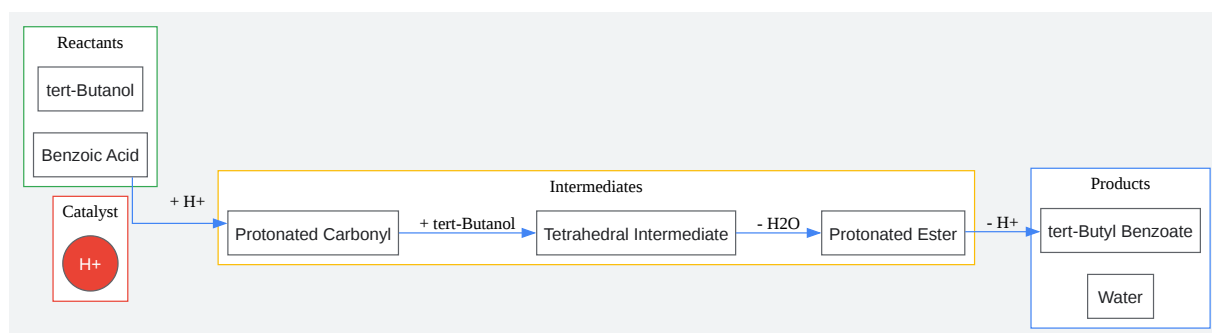 Reactants
tert-Butanol
Benzoic Acid
+ H+
Catalyst
H+
Intermediates
Protonated Carbonyl
+ tert-Butanol
Tetrahedral Intermediate
- H2O
Protonated Ester
- H+
Products
tert-Butyl Benzoate
Water